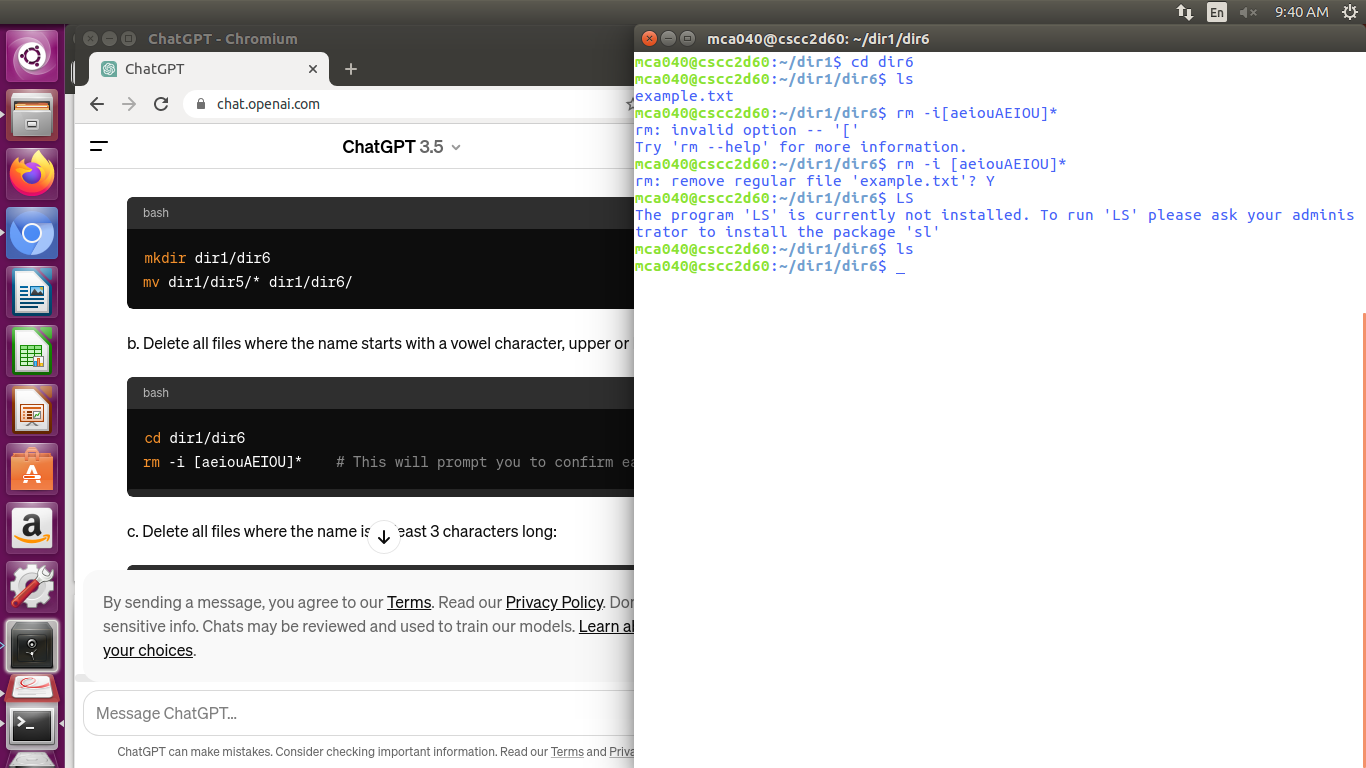 En
9:40 AM
ChatGPT - Chromium
ChatGPT
chat.openai.com
ChatGPT 3.5
bash
mkdir dir1/dir6
mv dir1/dir5/* dir1/dir6/
b. Delete all files where the name starts with a vowel character, upper or
bash
cd dir1/dir6
rm -i [aeiouAEIOU]* # This will prompt you to confirm ea
c. Delete all files where the name is east 3 characters long:
By sending a message, you agree to our Terms. Read our Privacy Policy. Don
sensitive info. Chats may be reviewed and used to train our models. Learn al
your choices.
Message ChatGPT...
ChatGPT can make mistakes. Consider checking important information. Read our Terms and Priva
mca040@cscc2d60: ~/dir1/dir6
mca040@cscc2d60:~/dir1$ cd dir6
mca040@cscc2d60:~/dir1/dir6$ ls
example.txt
mca040@cscc2d60:~/dir1/dir6$ rm -i[aeiouAEIOU]*
rm: invalid option -- '['
Try 'rm --help' for more information.
mca040@cscc2d60:~/dir1/dir6$ rm -i [aeiouAEIOU]*
rm: remove regular file 'example.txt'? Y
mca040@cscc2d60:~/dir1/dir6$ LS
The program 'LS' is currently not installed. To run 'LS' please ask your adminis
trator to install the package 'sl'
mca040@cscc2d60:~/dir1/dir6$ ls
mca040@cscc2d60:~/dir1/dir6$ _